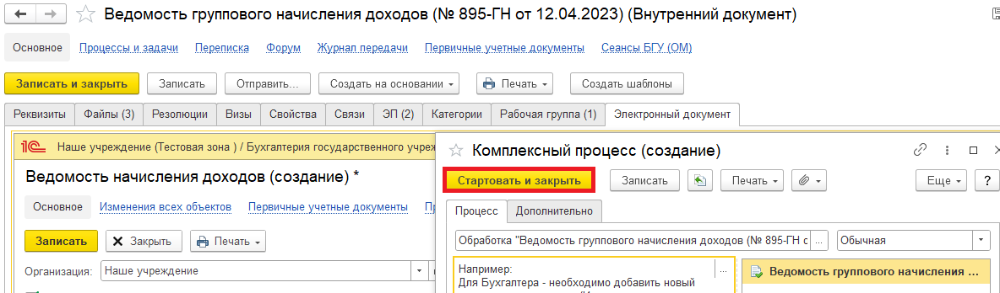 Ведомость группового начисления доходов (№ 895-ГН от 12.04.2023) (Внутренний документ)
Основное Процессы и задачи Переписка Форум Журнал передачи Первичные учетные документы Сеансы БГУ (ОМ)
Записать и закрыть Записать Отправить... Создать на основании Печать Создать шаблоны
Реквизиты Файлы (3) Резолюции Визы Свойства Связи ЭП (2) Категории Рабочая группа (1) Электронный документ
1С Наше учреждение (Тестовая зона ) / Бухгалтерия государственного учреж
Ведомость начисления доходов (создание) *
Основное Изменения всех объектов Первичные учетные документы
Записать Закрыть Печать
Организация: Наше учреждение
Комплексный процесс (создание)
Стартовать и закрыть Записать Печать Еще ?
Процесс Дополнительно
Обработка "Ведомость группового начисления доходов (№ 895-ГН ... Обычная
Например: ...
Для Бухгалтера - необходимо добавить новый
Ведомость группового начисления ...